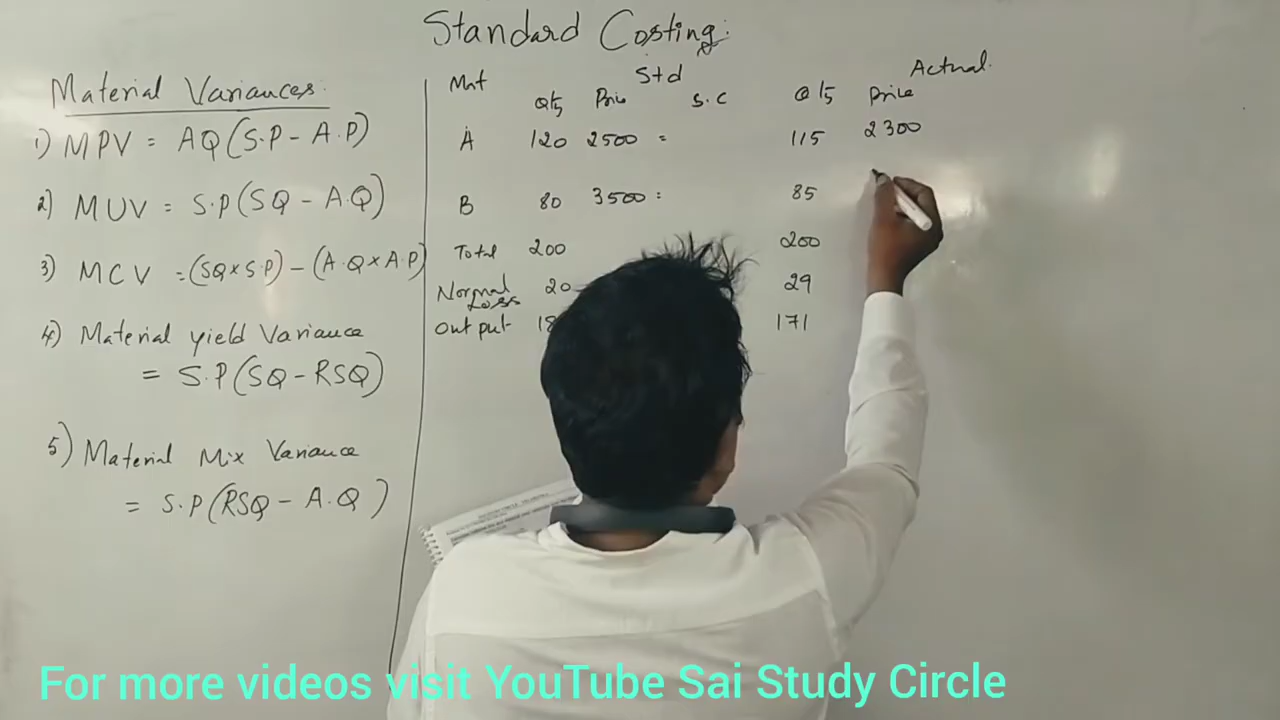 Standard Costing:
Material Variances.
1) MPV = AQ(S.P - A.P)
2) MUV = S.P(SQ - A.Q)
3) MCV = (SQ×S.P) - (A.Q×A.P)
4) Material yield Variance
= S.P(SQ - RSQ)
5) Material Mix Variance
= S.P(RSQ - A.Q)
Mat Std Actual.
Qty Price S.C Qty Price
A 120 2500 = 115 2300
B 80 3500 = 85
Total 200 200
Normal Loss 20 29
Output 171
For more videos visit YouTube Sai Study Circle